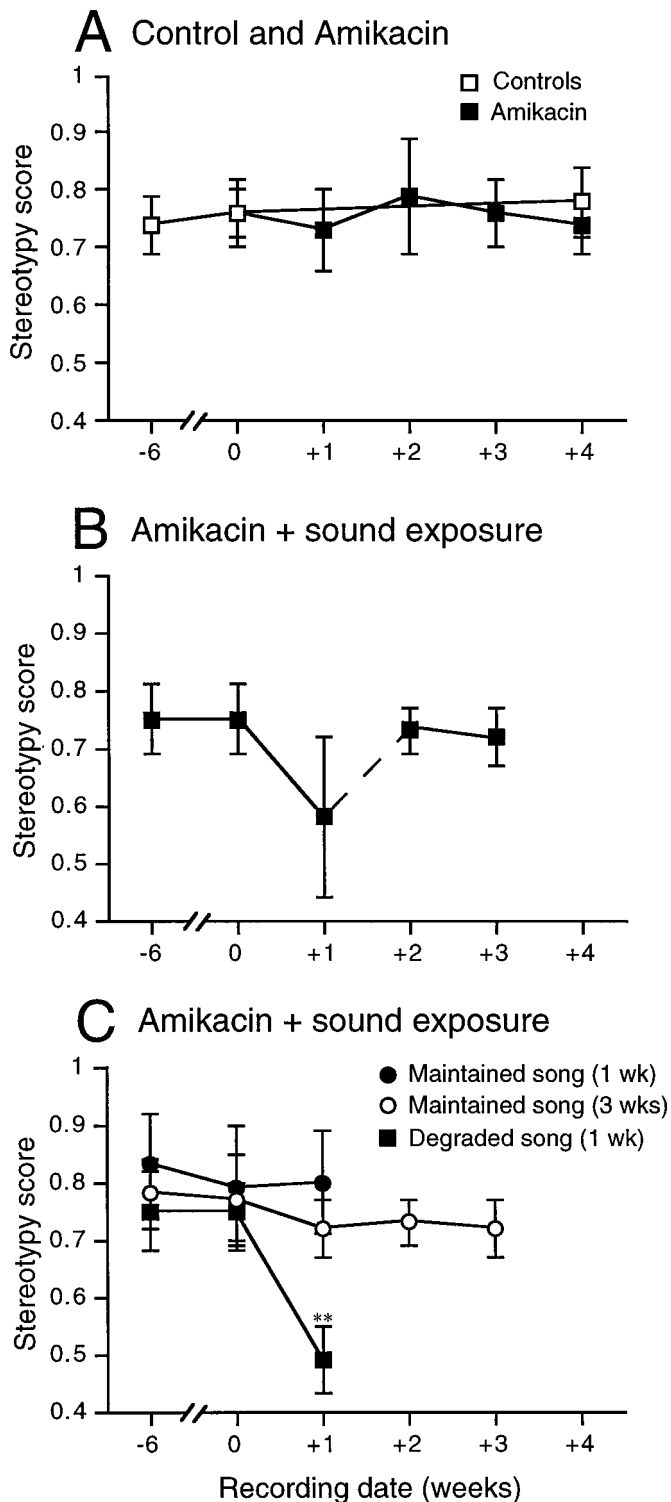 A Control and Amikacin
Controls
Amikacin
Stereotypy score
1
0.9
0.8
0.7
0.6
0.5
0.4
-6 0 +1 +2 +3 +4
B Amikacin + sound exposure
Stereotypy score
1
0.9
0.8
0.7
0.6
0.5
0.4
-6 0 +1 +2 +3 +4
C Amikacin + sound exposure
Maintained song (1 wk)
Maintained song (3 wks)
Degraded song (1 wk)
Stereotypy score
1
0.9
0.8
0.7
0.6
0.5
0.4
**
-6 0 +1 +2 +3 +4
Recording date (weeks)